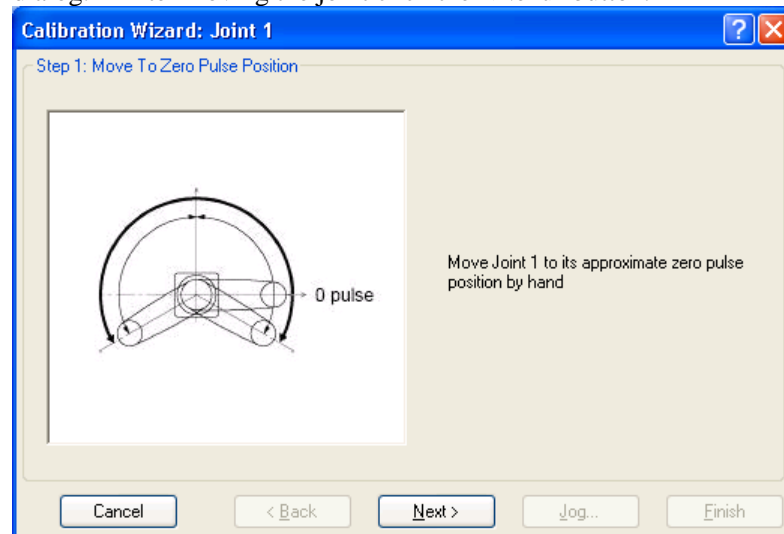 Calibration Wizard: Joint 1
Step 1: Move To Zero Pulse Position
0 pulse
Move Joint 1 to its approximate zero pulse
position by hand
Cancel
< Back
Next >
Jog...
Finish